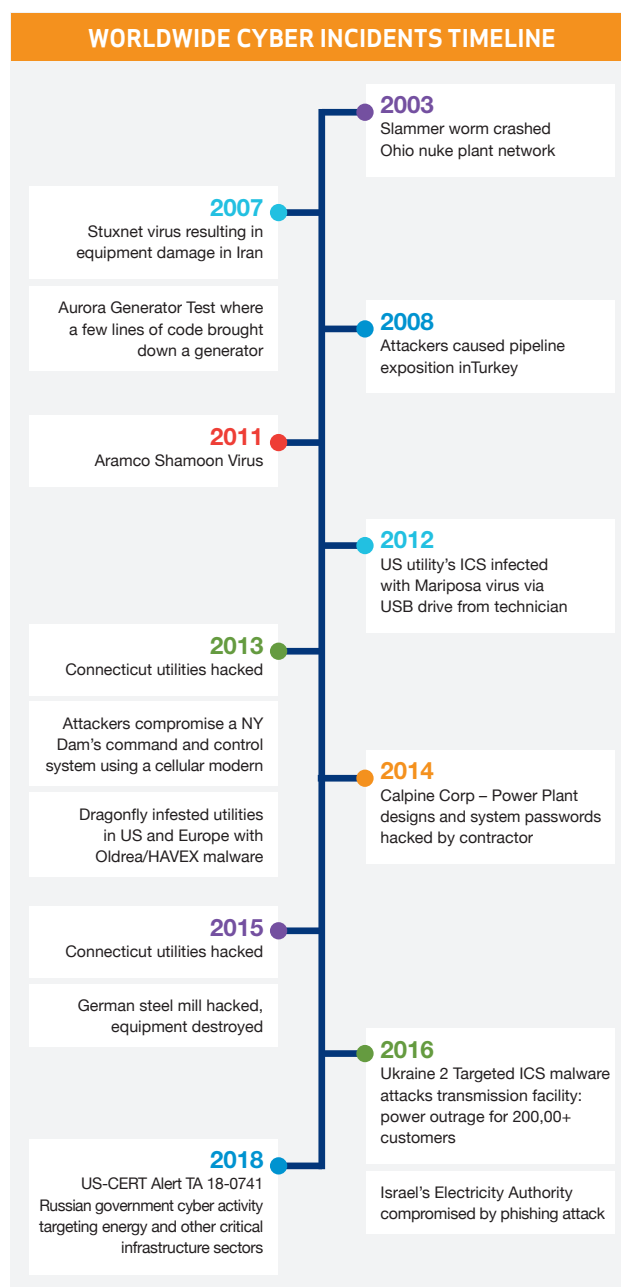 WORLDWIDE CYBER INCIDENTS TIMELINE
2003
Slammer worm crashed
Ohio nuke plant network
2007
Stuxnet virus resulting in
equipment damage in Iran
Aurora Generator Test where
a few lines of code brought
down a generator
2008
Attackers caused pipeline
exposition inTurkey
2011
Aramco Shamoon Virus
2012
US utility's ICS infected
with Mariposa virus via
USB drive from technician
2013
Connecticut utilities hacked
Attackers compromise a NY
Dam's command and control
system using a cellular modern
Dragonfly infested utilities
in US and Europe with
Oldrea/HAVEX malware
2014
Calpine Corp – Power Plant
designs and system passwords
hacked by contractor
2015
Connecticut utilities hacked
German steel mill hacked,
equipment destroyed
2016
Ukraine 2 Targeted ICS malware
attacks transmission facility:
power outrage for 200,00+
customers
Israel's Electricity Authority
compromised by phishing attack
2018
US-CERT Alert TA 18-0741
Russian government cyber activity
targeting energy and other critical
infrastructure sectors